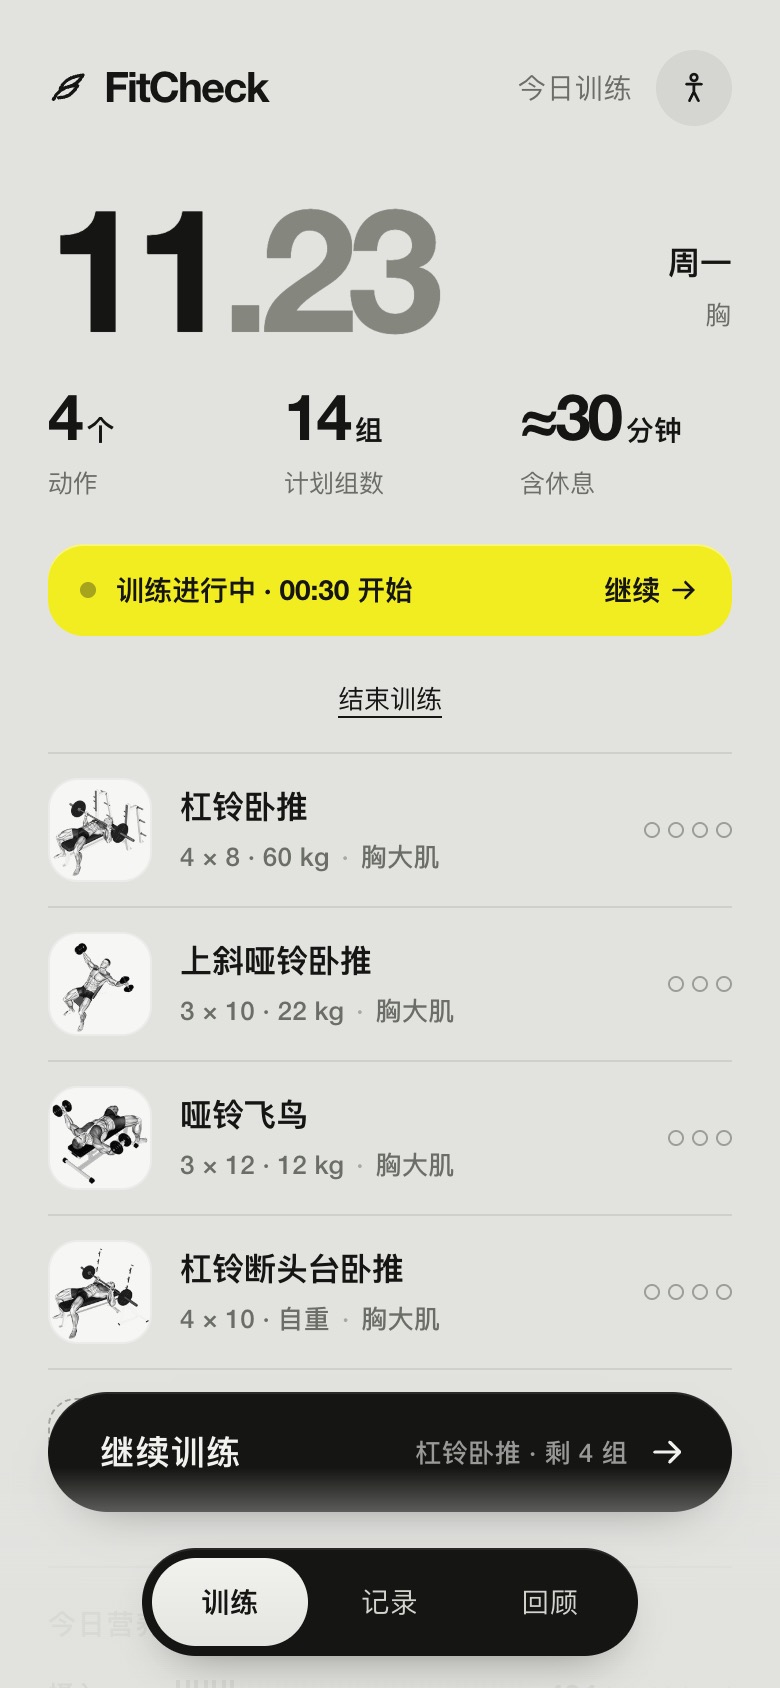 FitCheck
今日训练
11.23
周一
胸
4个
14组
≈30分钟
动作
计划组数
含休息
训练进行中 · 00:30 开始
继续 →
结束训练
杠铃卧推
4 × 8 · 60 kg · 胸大肌
上斜哑铃卧推
3 × 10 · 22 kg · 胸大肌
哑铃飞鸟
3 × 12 · 12 kg · 胸大肌
杠铃断头台卧推
4 × 10 · 自重 · 胸大肌
继续训练
杠铃卧推 · 剩 4 组 →
今日营
训练
记录
回顾